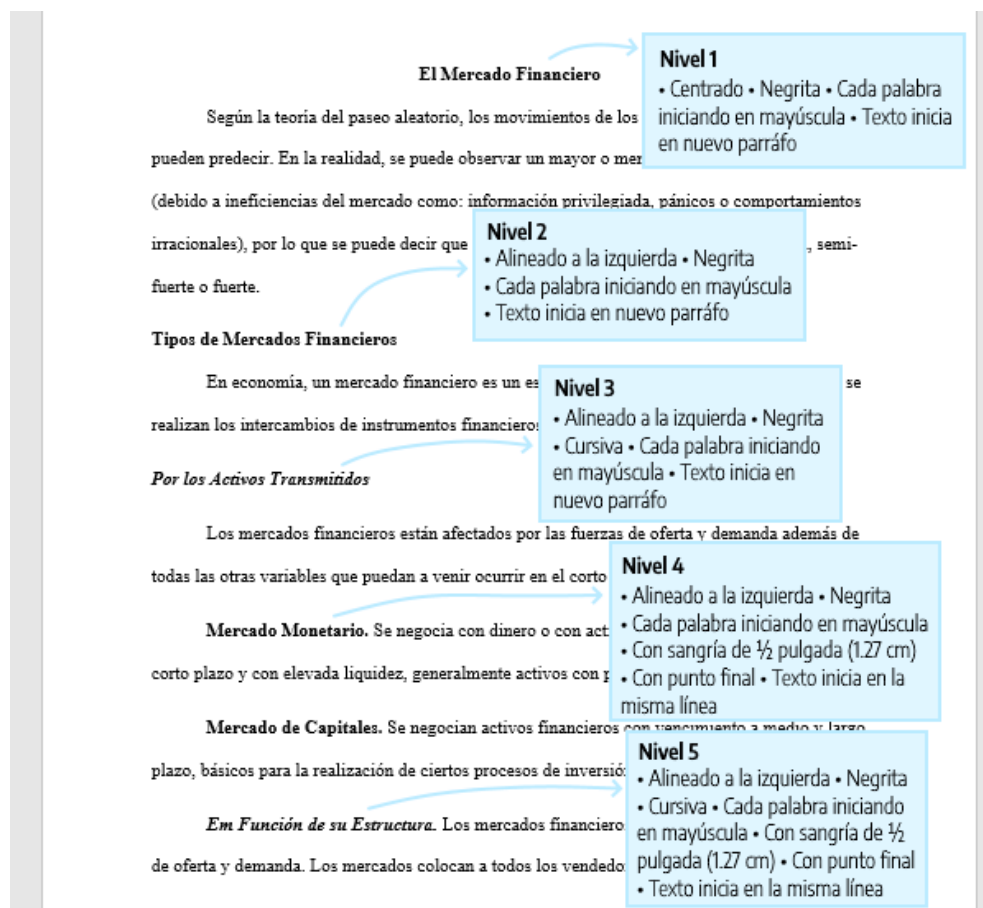 El Mercado Financiero
Nivel 1
• Centrado • Negrita • Cada palabra
iniciando en mayúscula • Texto inicia
en nuevo parráfo
Según la teoría del paseo aleatorio, los movimientos de los
pueden predecir. En la realidad, se puede observar un mayor o
(debido a ineficiencias del mercado como: información privilegiada, pánicos o comportamientos
irracionales), por lo que se puede decir que
, semi-
fuerte o fuerte.
Nivel 2
• Alineado a la izquierda • Negrita
• Cada palabra iniciando en mayúscula
• Texto inicia en nuevo parráfo
Tipos de Mercados Financieros
En economía, un mercado financiero es un
se
realizan los intercambios de instrumentos financieros
Nivel 3
• Alineado a la izquierda • Negrita
• Cursiva • Cada palabra iniciando
en mayúscula • Texto inicia en
nuevo parráfo
Por los Activos Transmitidos
Los mercados financieros están afectados por las fuerzas de oferta y demanda además de
todas las otras variables que puedan a venir ocurrir en el corto
Nivel 4
• Alineado a la izquierda • Negrita
• Cada palabra iniciando en mayúscula
• Con sangría de ½ pulgada (1.27 cm)
• Con punto final • Texto inicia en la
misma línea
Mercado Monetario. Se negocia con dinero o con
corto plazo y con elevada liquidez, generalmente activos con
Mercado de Capitales. Se negocian activos financieros con vencimiento a medio y largo
plazo, básicos para la realización de ciertos procesos de
Nivel 5
• Alineado a la izquierda • Negrita
• Cursiva • Cada palabra iniciando
en mayúscula • Con sangría de ½
pulgada (1.27 cm) • Con punto final
• Texto inicia en la misma línea
Em Función de su Estructura. Los mercados
de oferta y demanda. Los mercados colocan a todos los